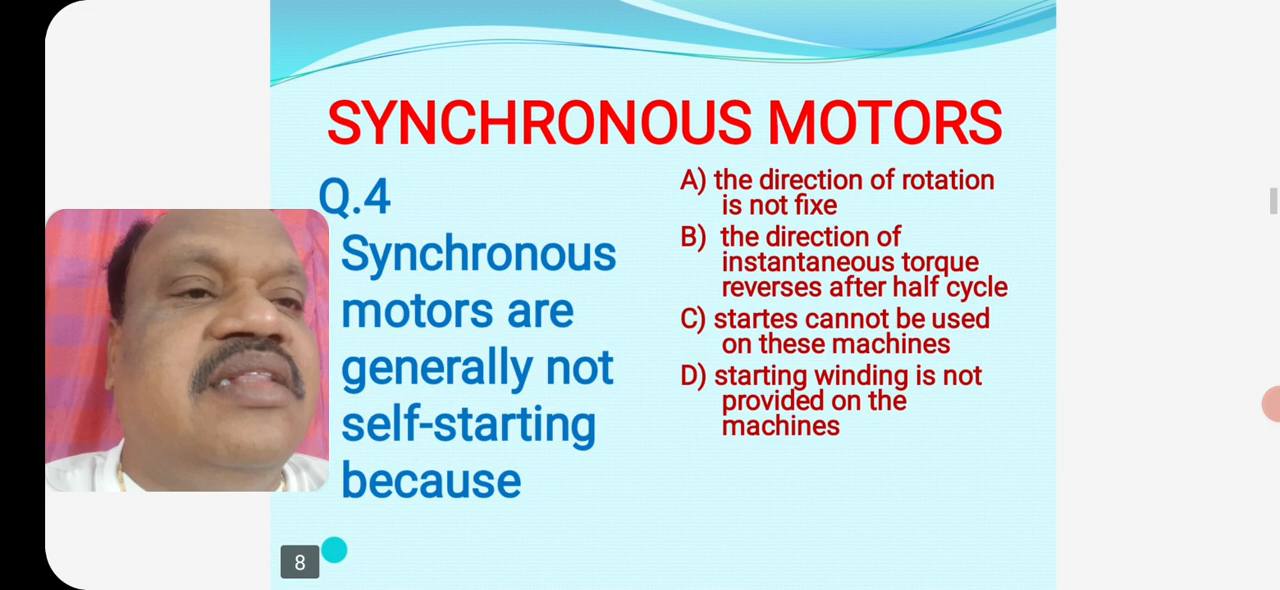 SYNCHRONOUS MOTORS
Q.4
Synchronous
motors are
generally not
self-starting
because
A) the direction of rotation
is not fixe
B) the direction of
instantaneous torque
reverses after half cycle
C) startes cannot be used
on these machines
D) starting winding is not
provided on the
machines
8